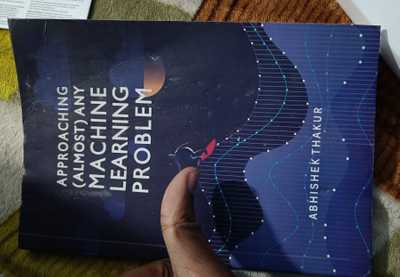 APPROACHING
(ALMOST) ANY
MACHINE
LEARNING
PROBLEM
ABHISHEK THAKUR